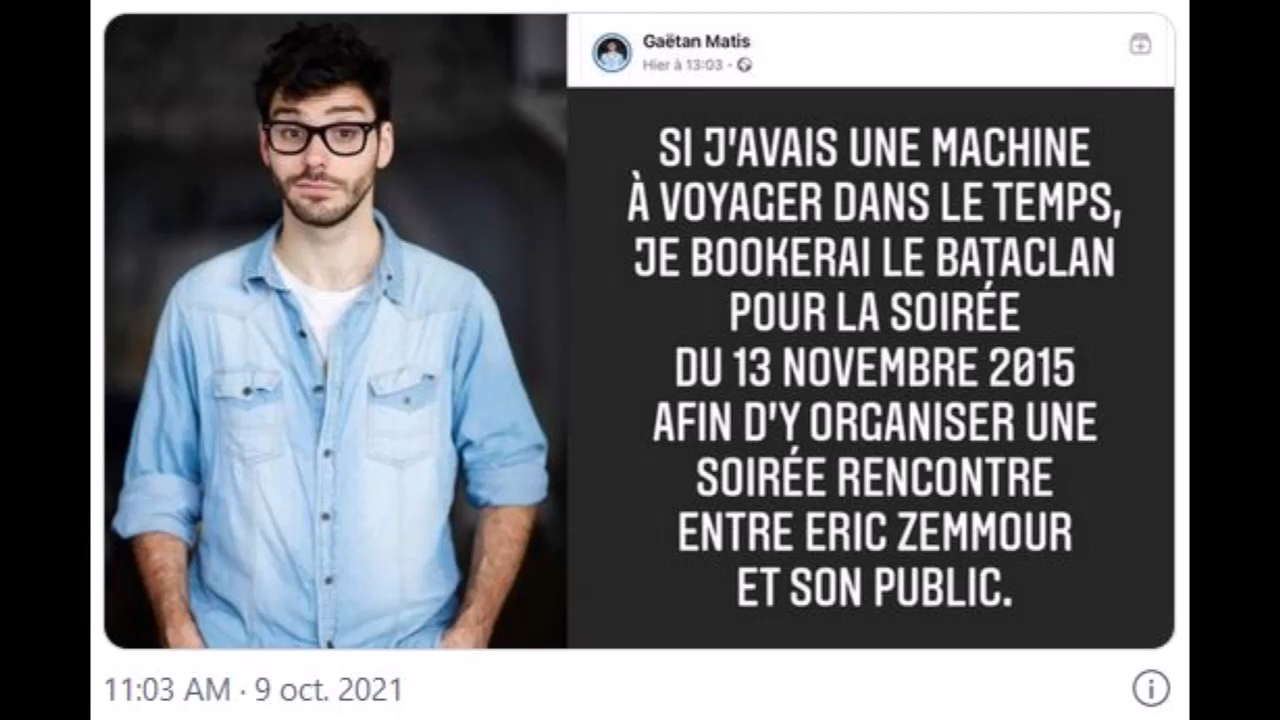 Gaëtan Matis
Hier à 13:03 ·
SI J'AVAIS UNE MACHINE
À VOYAGER DANS LE TEMPS,
JE BOOKERAI LE BATACLAN
POUR LA SOIRÉE
DU 13 NOVEMBRE 2015
AFIN D'Y ORGANISER UNE
SOIRÉE RENCONTRE
ENTRE ERIC ZEMMOUR
ET SON PUBLIC.
11:03 AM · 9 oct. 2021